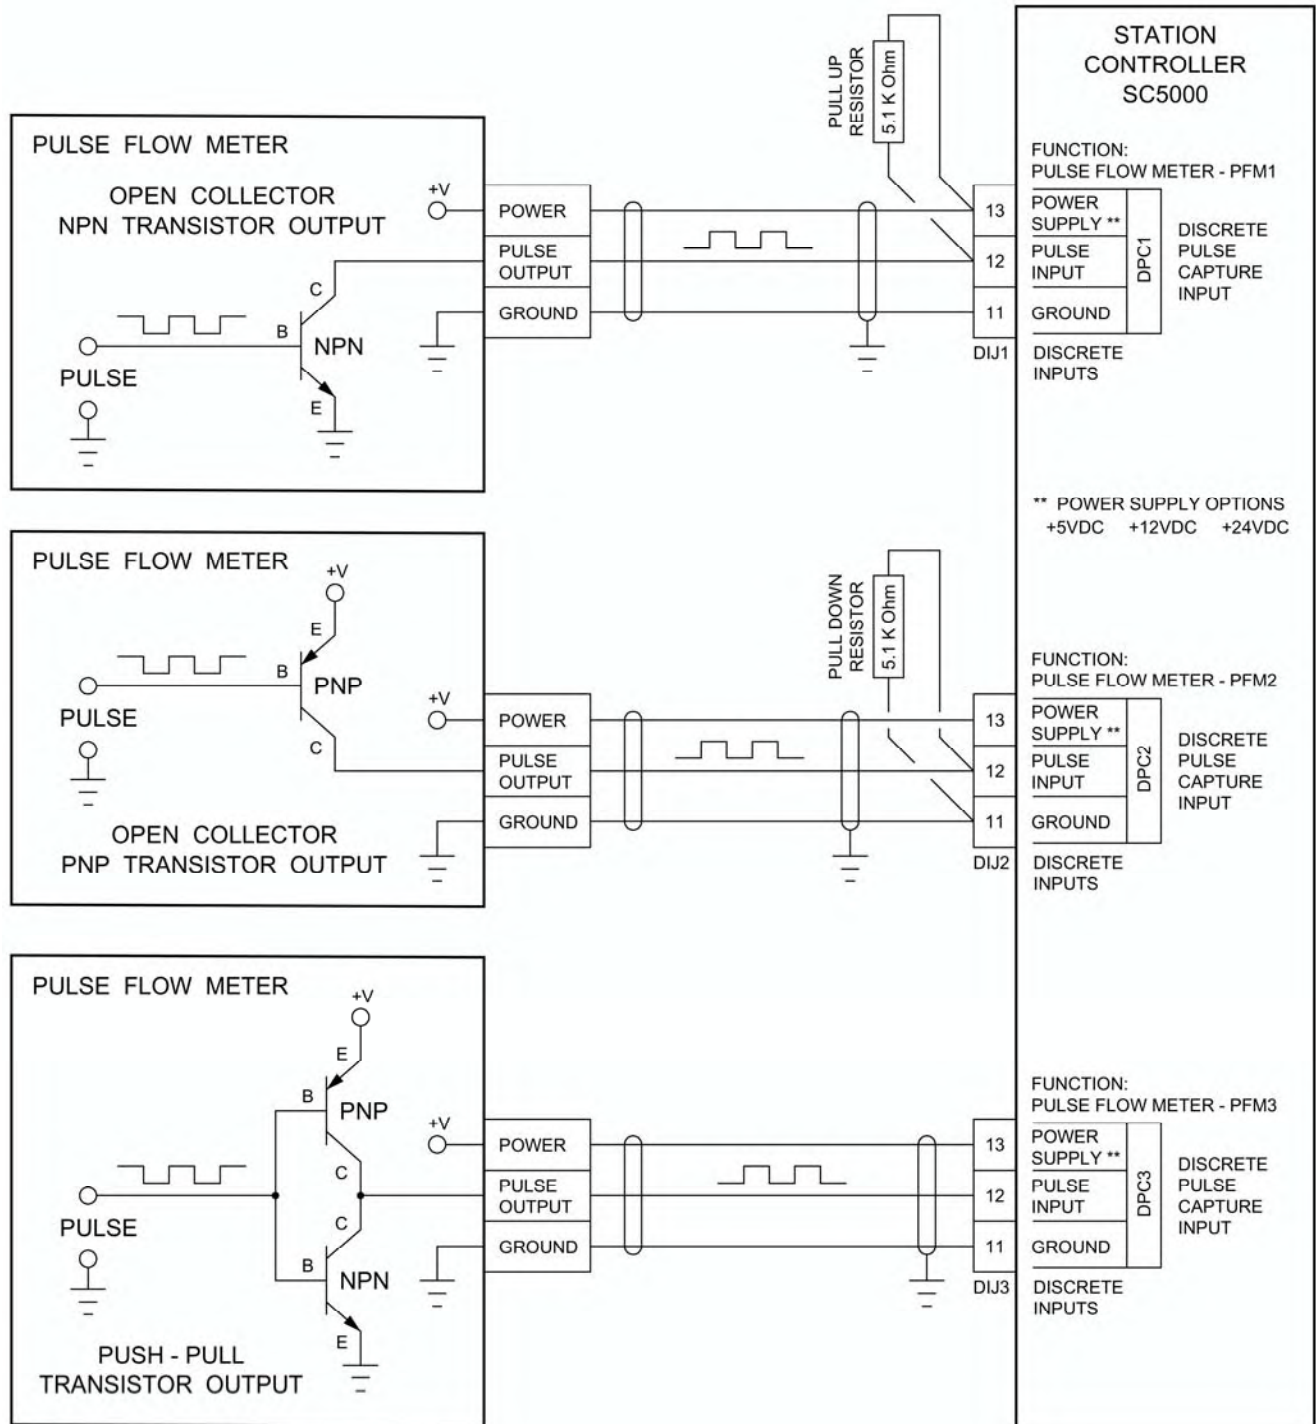 STATION
CONTROLLER
SC5000
PULL UP
RESISTOR
5.1 K Ohm
PULSE FLOW METER
OPEN COLLECTOR
NPN TRANSISTOR OUTPUT
+V
C
B
NPN
E
PULSE
POWER
PULSE
OUTPUT
GROUND
13
12
11
DIJ1
FUNCTION:
PULSE FLOW METER - PFM1
POWER
SUPPLY **
PULSE
INPUT
GROUND
DPC1
DISCRETE
PULSE
CAPTURE
INPUT
DISCRETE
INPUTS
** POWER SUPPLY OPTIONS
+5VDC +12VDC +24VDC
PULSE FLOW METER
+V
E
B
PNP
C
PULSE
+V
OPEN COLLECTOR
PNP TRANSISTOR OUTPUT
POWER
PULSE
OUTPUT
GROUND
PULL DOWN
RESISTOR
5.1 K Ohm
13
12
11
DIJ2
FUNCTION:
PULSE FLOW METER - PFM2
POWER
SUPPLY **
PULSE
INPUT
GROUND
DPC2
DISCRETE
PULSE
CAPTURE
INPUT
DISCRETE
INPUTS
PULSE FLOW METER
+V
E
B
PNP
C
PULSE
C
B
NPN
E
+V
PUSH - PULL
TRANSISTOR OUTPUT
POWER
PULSE
OUTPUT
GROUND
13
12
11
DIJ3
FUNCTION:
PULSE FLOW METER - PFM3
POWER
SUPPLY **
PULSE
INPUT
GROUND
DPC3
DISCRETE
PULSE
CAPTURE
INPUT
DISCRETE
INPUTS